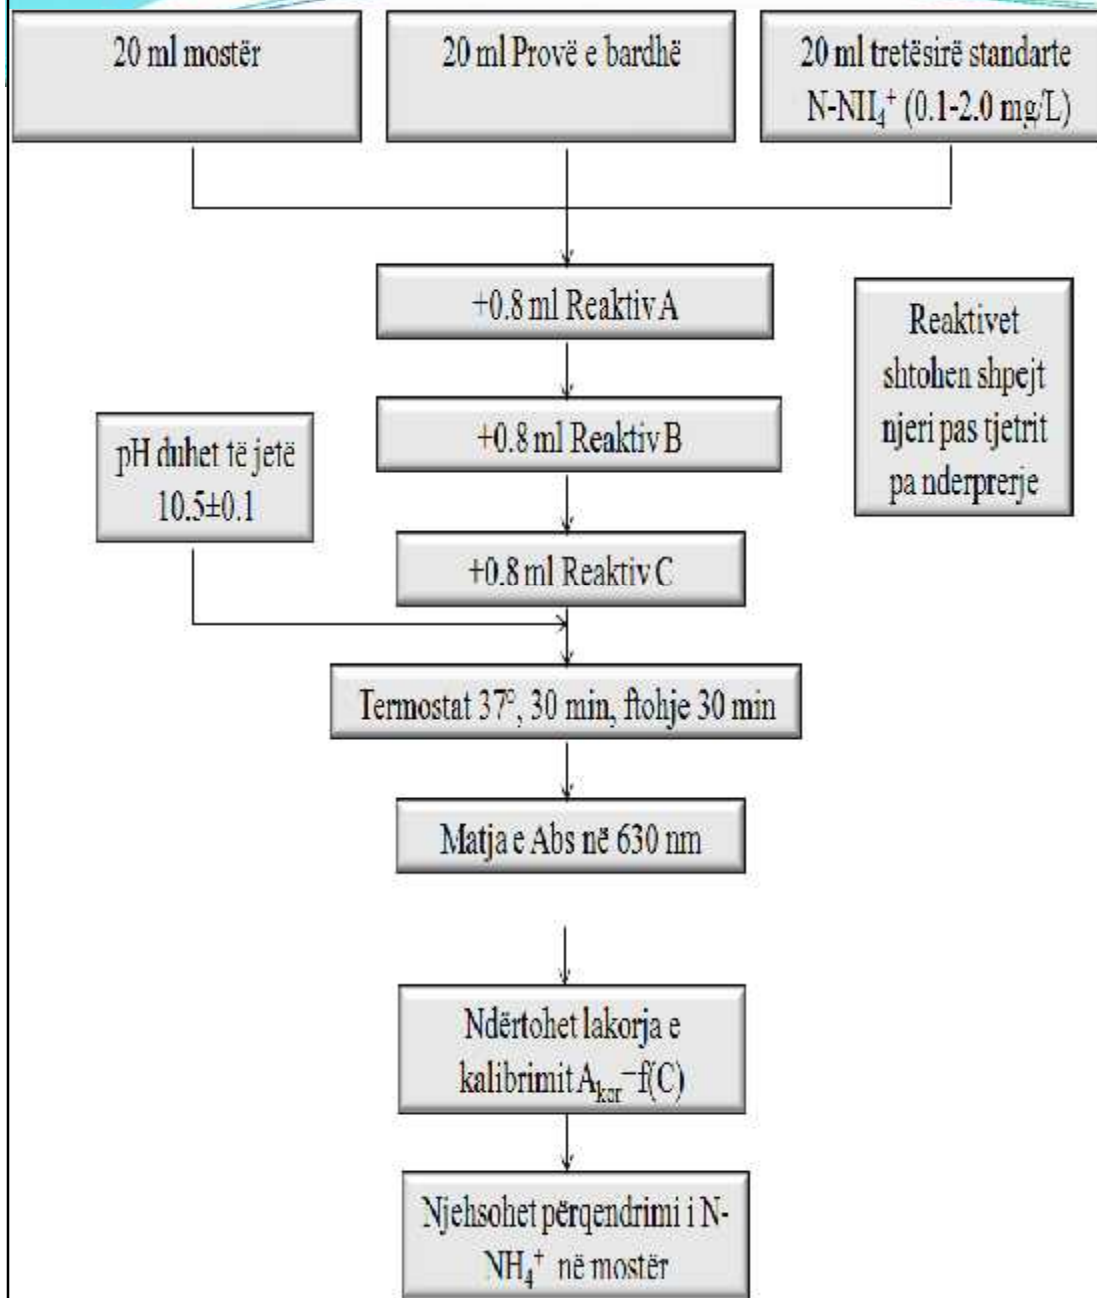 20 ml mostër
20 ml Provë e bardhë
20 ml tretësirë standarte
N-NH₄⁺ (0.1-2.0 mg/L)
+0.8 ml Reaktiv A
Reaktivet
shtohen shpejt
njeri pas tjetrit
pa nderprerje
+0.8 ml Reaktiv B
pH duhet të jetë
10.5±0.1
+0.8 ml Reaktiv C
Termostat 37°, 30 min, ftohje 30 min
Matja e Abs në 630 nm
Ndërtohet lakorja e
kalibrimit Aₖₒᵣ=f(C)
Njehsohet përqendrimi i N-
NH₄⁺ në mostër